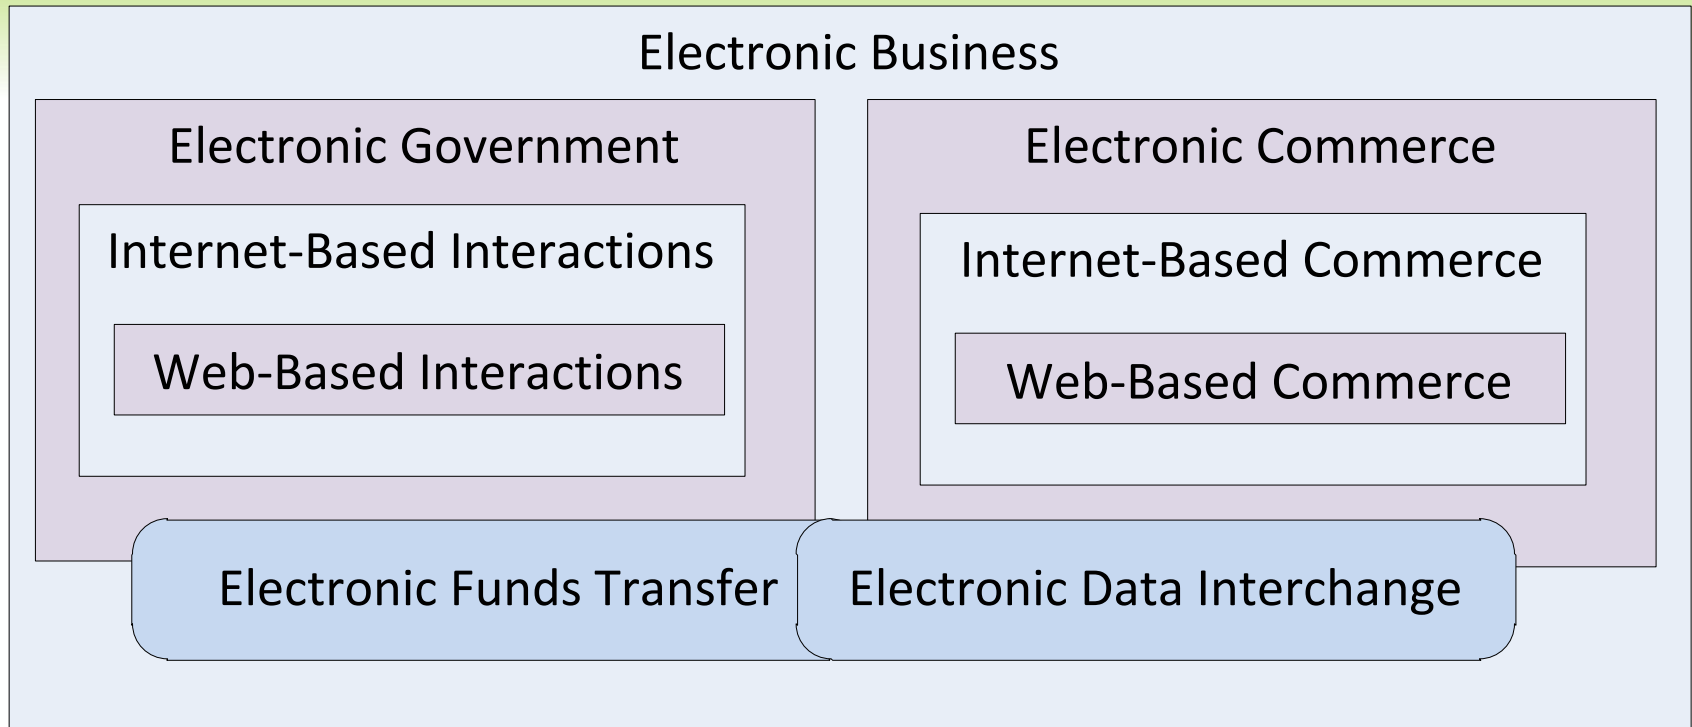 Electronic Business
Electronic Government
Electronic Commerce
Internet-Based Interactions
Internet-Based Commerce
Web-Based Interactions
Web-Based Commerce
Electronic Funds Transfer
Electronic Data Interchange